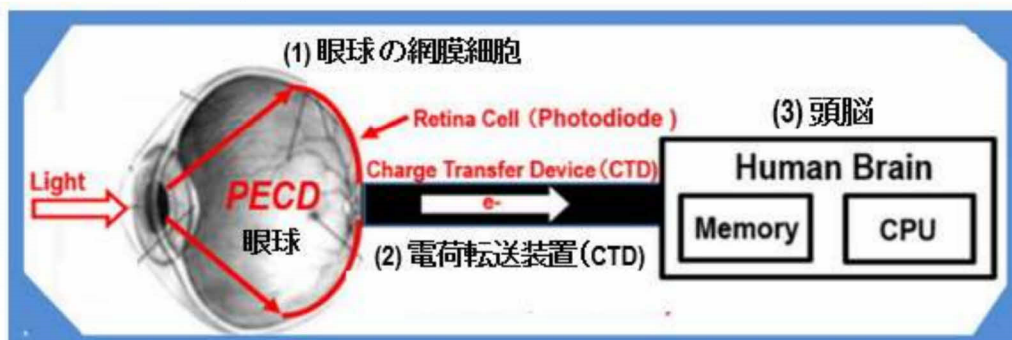 (1) 眼球の網膜細胞
Retina Cell (Photodiode )
(3) 頭脳
Human Brain
Light
PECD
眼球
Charge Transfer Device(CTD)
e-
(2) 電荷転送装置(CTD)
Memory
CPU